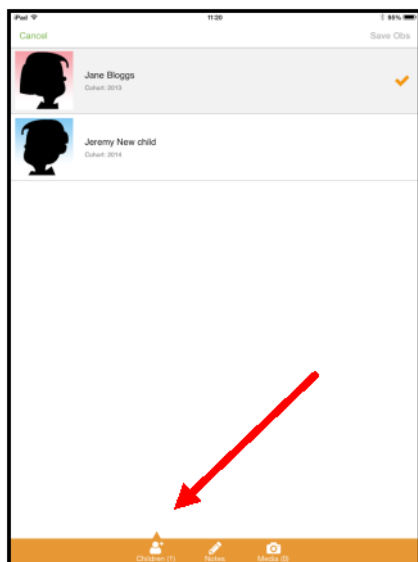 iPad 11:20 95%
Cancel Save Obs
Jane Bloggs
Cohort: 2013
Jeremy New child
Cohort: 2014
Children (1) Notes Media (0)